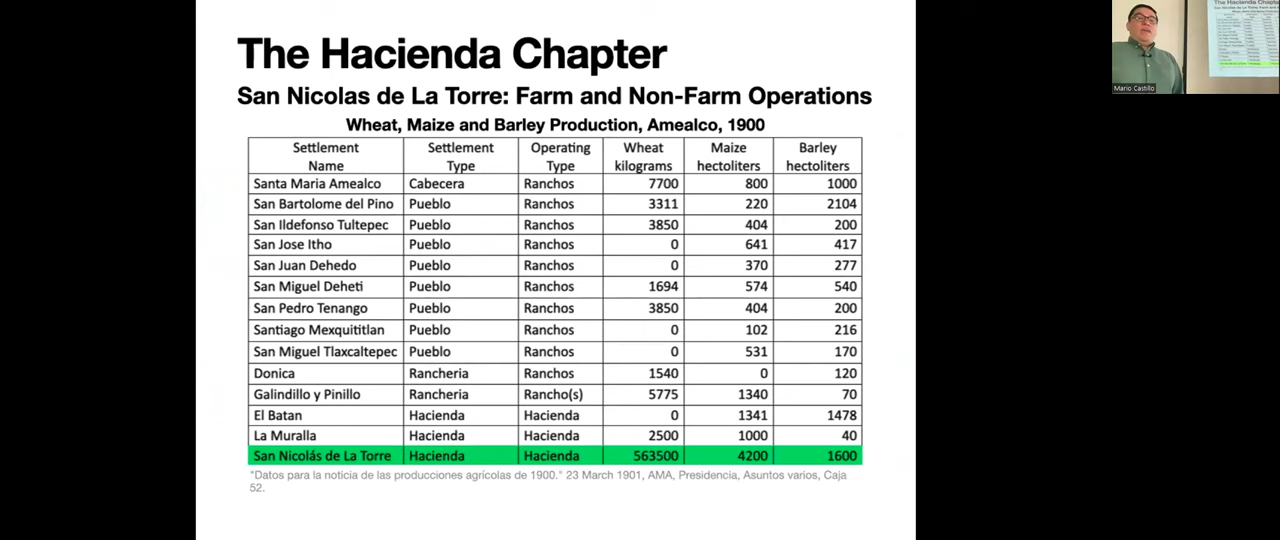 The Hacienda Chapter
San Nicolas de La Torre: Farm and Non-Farm Operations
Wheat, Maize and Barley Production, Amealco, 1900
Settlement Name Settlement Type Operating Type Wheat kilograms Maize hectoliters Barley hectoliters
Santa Maria Amealco Cabecera Ranchos 7700 800 1000
San Bartolome del Pino Pueblo Ranchos 3311 220 2104
San Ildefonso Tultepec Pueblo Ranchos 3850 404 200
San Jose Itho Pueblo Ranchos 0 641 417
San Juan Dehedo Pueblo Ranchos 0 370 277
San Miguel Deheti Pueblo Ranchos 1694 574 540
San Pedro Tenango Pueblo Ranchos 3850 404 200
Santiago Mexquititlan Pueblo Ranchos 0 102 216
San Miguel Tlaxcaltepec Pueblo Ranchos 0 531 170
Donica Rancheria Ranchos 1540 0 120
Galindillo y Pinillo Rancheria Rancho(s) 5775 1340 70
El Batan Hacienda Hacienda 0 1341 1478
La Muralla Hacienda Hacienda 2500 1000 40
San Nicolás de La Torre Hacienda Hacienda 563500 4200 1600
"Datos para la noticia de las producciones agrícolas de 1900." 23 March 1901, AMA, Presidencia, Asuntos varios, Caja
52.
Mario Castillo